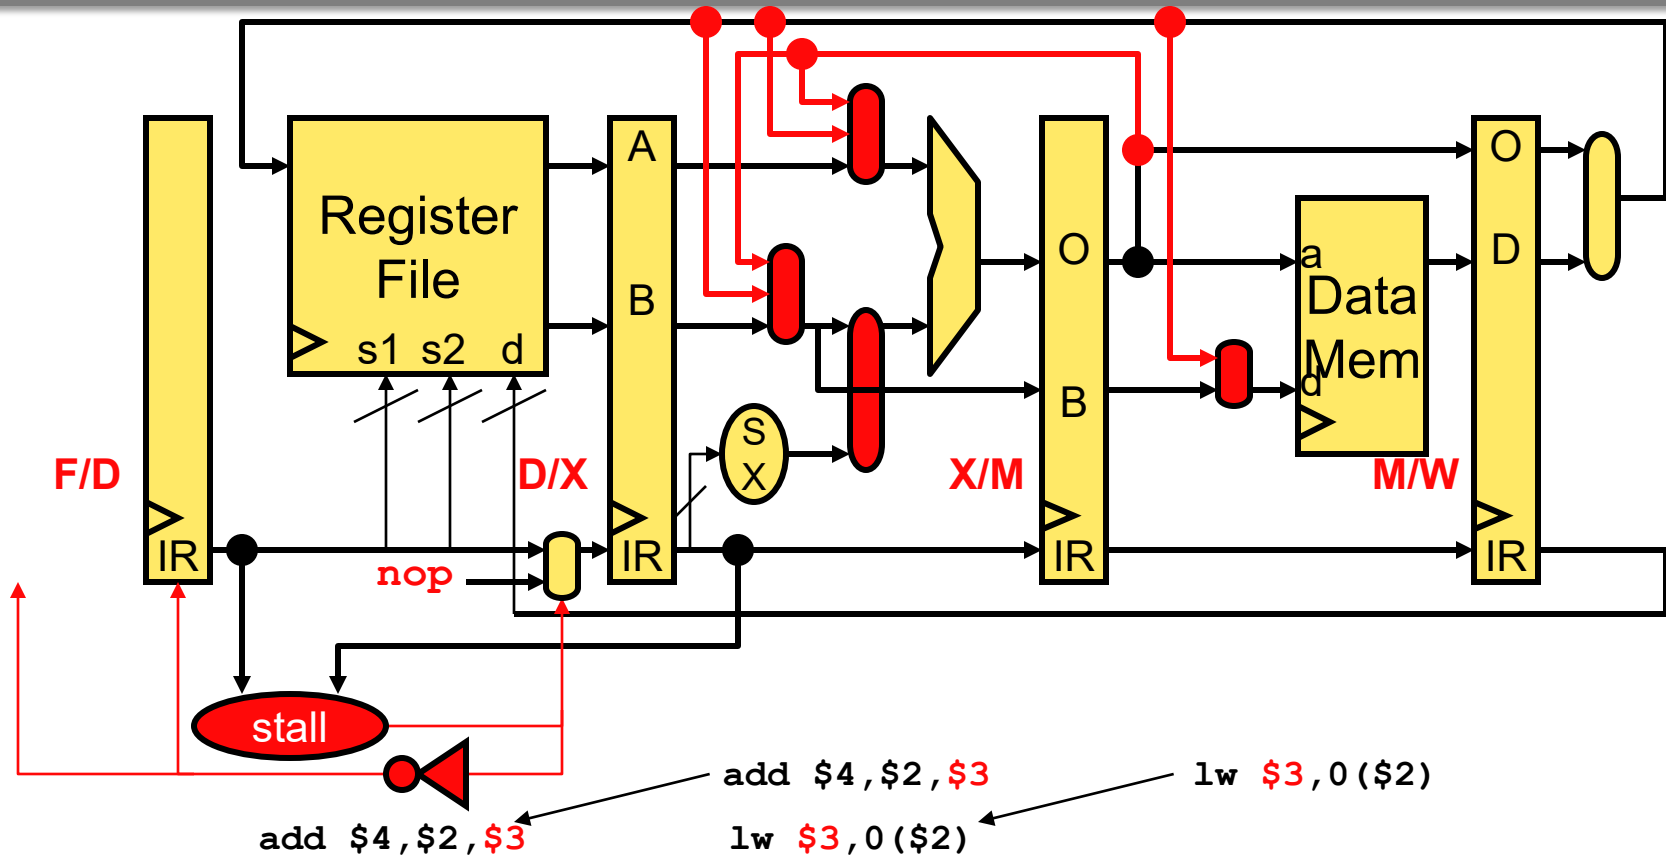 A
O
Register
File
a
O
D
B
Data
Mem
s1 s2 d
d
B
S
X
F/D
D/X
X/M
M/W
IR
IR
IR
IR
nop
stall
add $4,$2,$3
lw $3,0($2)
add $4,$2,$3
lw $3,0($2)